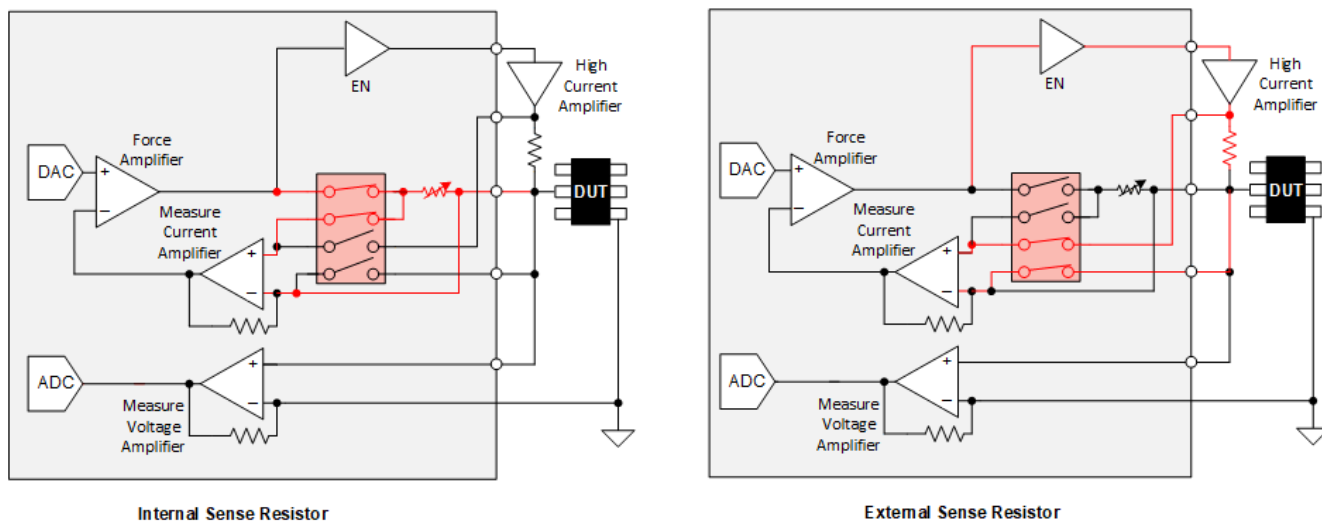 High
Current
Amplifier
EN
Force
Amplifier
DAC
+
−
DUT
Measure
Current
Amplifier
+
−
ADC
+
−
Measure
Voltage
Amplifier
Internal Sense Resistor
High
Current
Amplifier
EN
Force
Amplifier
DAC
+
−
DUT
Measure
Current
Amplifier
+
−
ADC
+
−
Measure
Voltage
Amplifier
External Sense Resistor